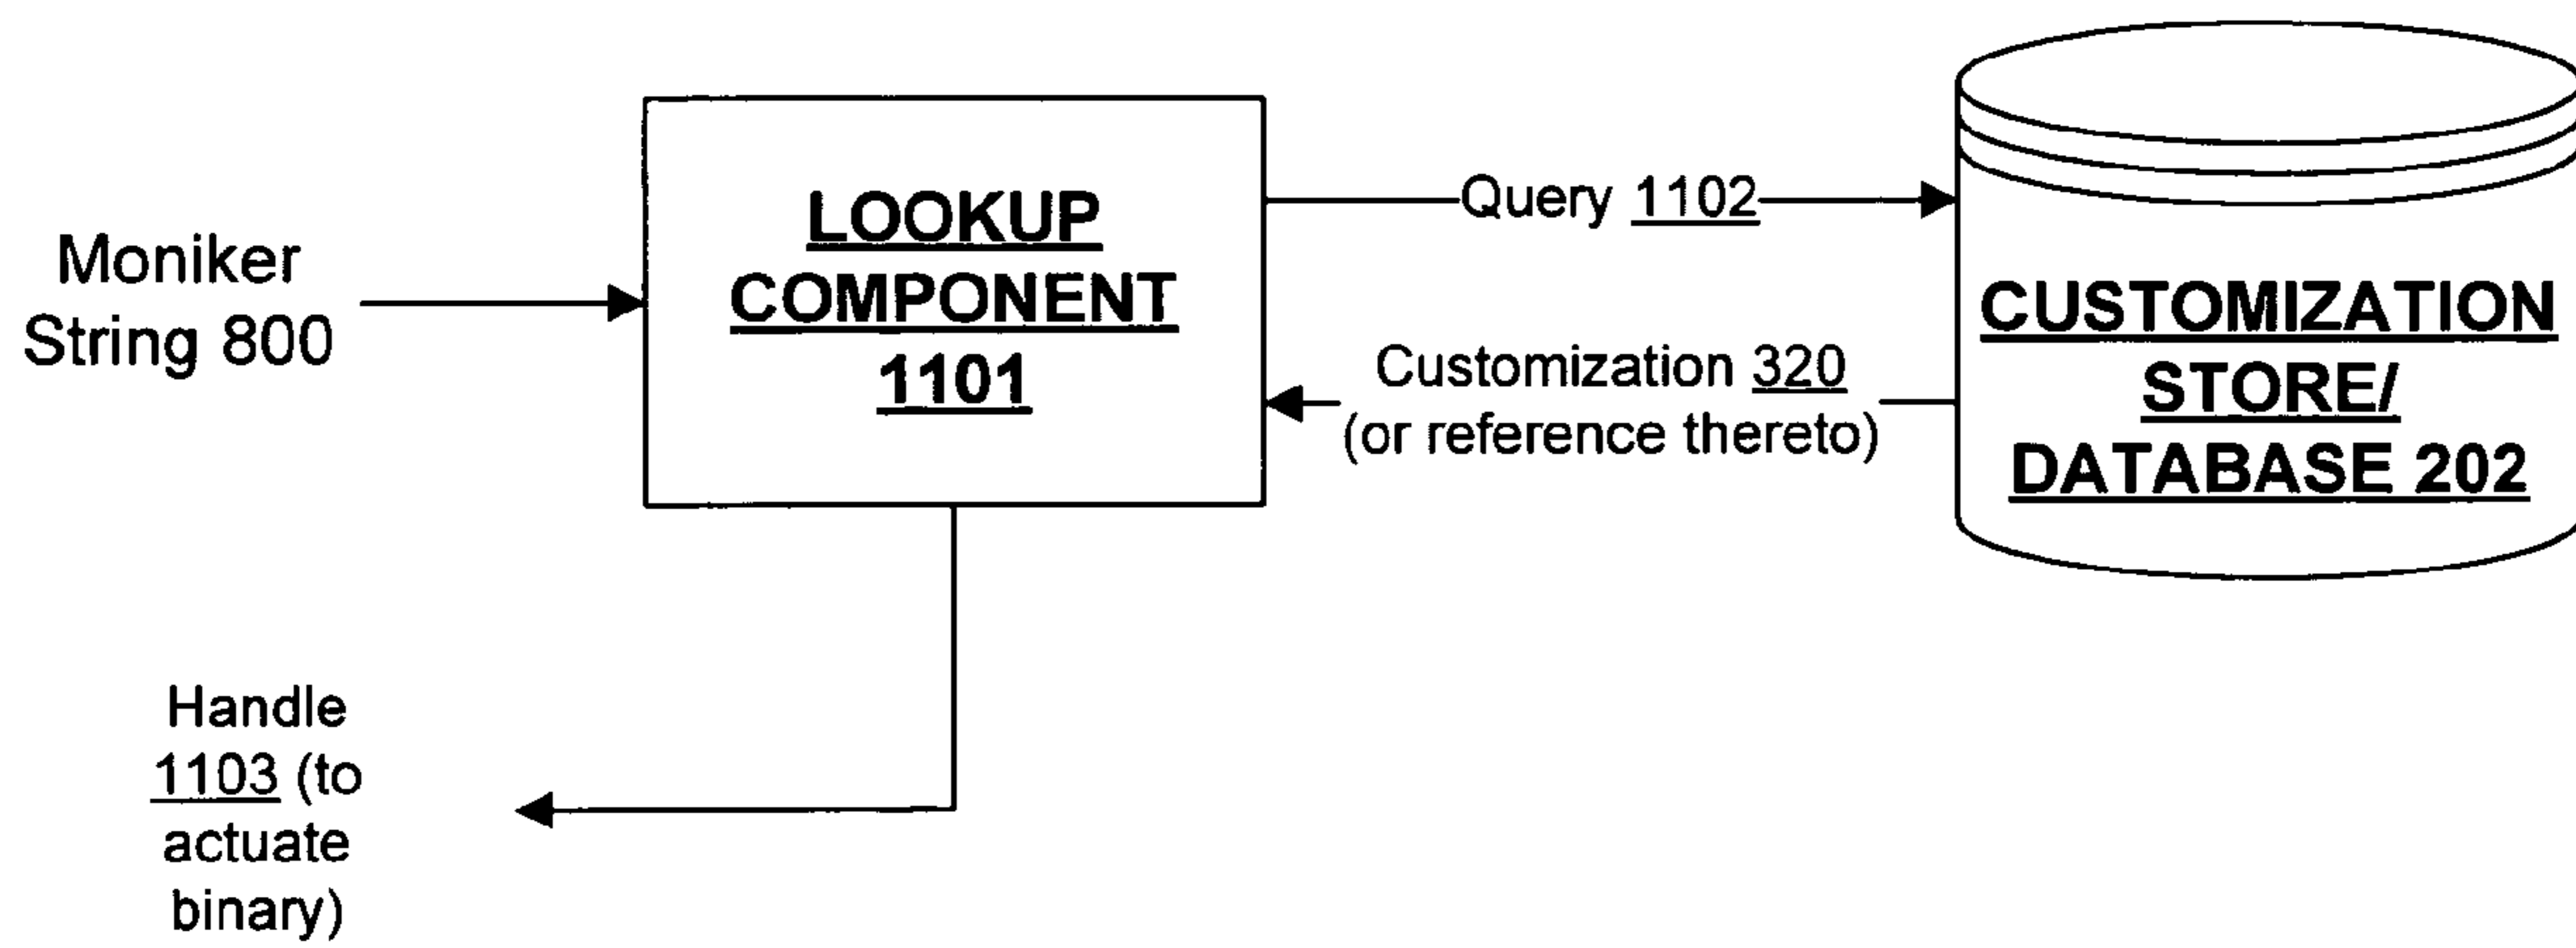 Moniker
String 800
LOOKUP
COMPONENT
1101
Query 1102
Customization 320
(or reference thereto)
CUSTOMIZATION
STORE/
DATABASE 202
Handle
1103 (to
actuate
binary)